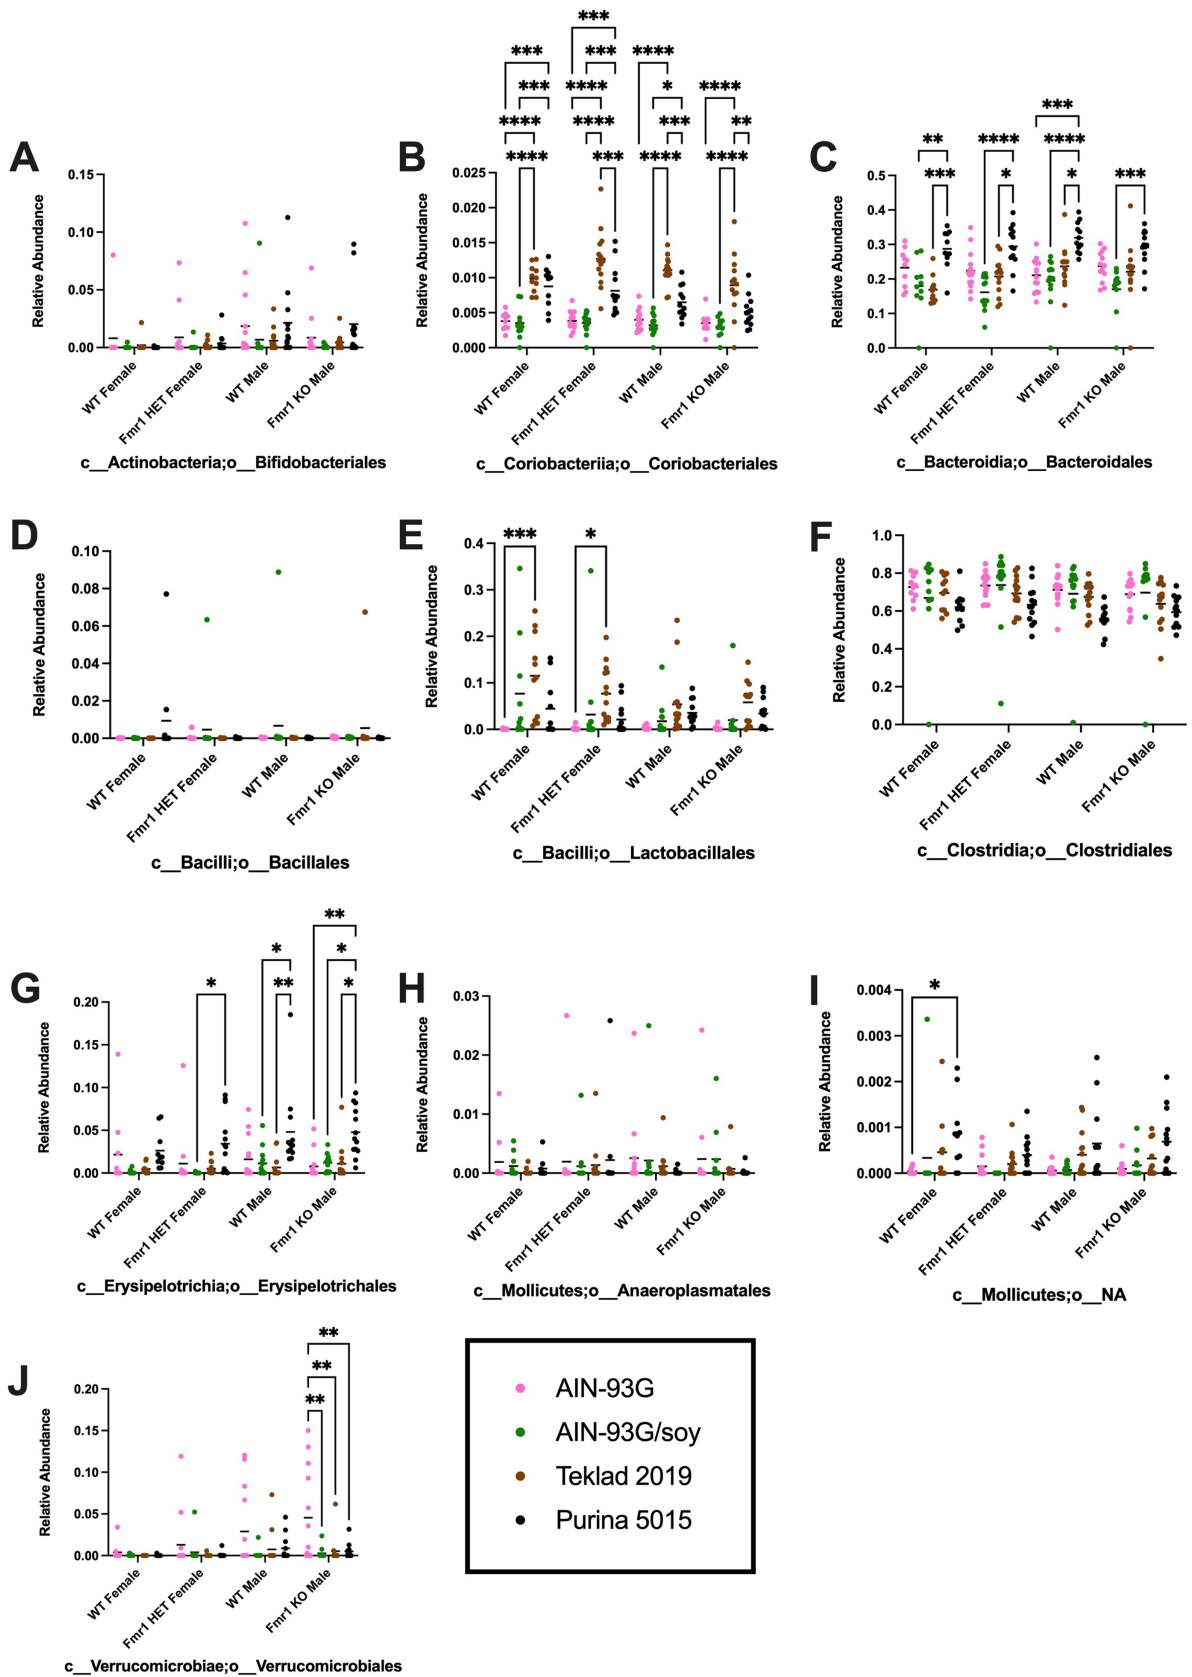 A
Relative Abundance
0.15
0.10
0.05
0.00
WT Female
Fmr1 HET Female
WT Male
Fmr1 KO Male
c__Actinobacteria;o__Bifidobacteriales
B
Relative Abundance
0.025
0.020
0.015
0.010
0.005
0.000
*** *** **** *** *** *** **** * **** **** **** **** *** ** **** *** **** ****
WT Female
Fmr1 HET Female
WT Male
Fmr1 KO Male
c__Coriobacteriia;o__Coriobacteriales
C
Relative Abundance
0.5
0.4
0.3
0.2
0.1
0.0
*** ** **** **** *** * * ***
WT Female
Fmr1 HET Female
WT Male
Fmr1 KO Male
c__Bacteroidia;o__Bacteroidales
D
Relative Abundance
0.10
0.08
0.06
0.04
0.02
0.00
WT Female
Fmr1 HET Female
WT Male
Fmr1 KO Male
c__Bacilli;o__Bacillales
E
Relative Abundance
0.4
0.3
0.2
0.1
0.0
*** *
WT Female
Fmr1 HET Female
WT Male
Fmr1 KO Male
c__Bacilli;o__Lactobacillales
F
Relative Abundance
1.0
0.8
0.6
0.4
0.2
0.0
WT Female
Fmr1 HET Female
WT Male
Fmr1 KO Male
c__Clostridia;o__Clostridiales
G
Relative Abundance
0.20
0.15
0.10
0.05
0.00
** * * * ** *
WT Female
Fmr1 HET Female
WT Male
Fmr1 KO Male
c__Erysipelotrichia;o__Erysipelotrichales
H
Relative Abundance
0.03
0.02
0.01
0.00
WT Female
Fmr1 HET Female
WT Male
Fmr1 KO Male
c__Mollicutes;o__Anaeroplasmatales
I
Relative Abundance
0.004
0.003
0.002
0.001
0.000
*
WT Female
Fmr1 HET Female
WT Male
Fmr1 KO Male
c__Mollicutes;o__NA
J
Relative Abundance
0.20
0.15
0.10
0.05
0.00
** ** **
WT Female
Fmr1 HET Female
WT Male
Fmr1 KO Male
c__Verrucomicrobiae;o__Verrucomicrobiales
AIN-93G
AIN-93G/soy
Teklad 2019
Purina 5015